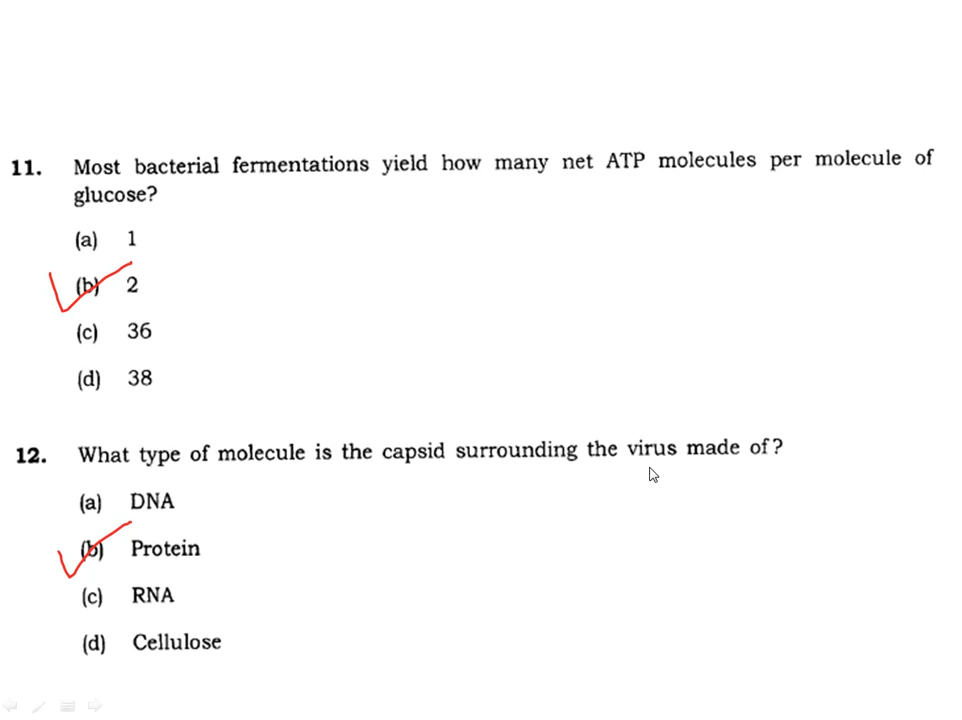 11. Most bacterial fermentations yield how many net ATP molecules per molecule of
glucose?
(a) 1
(b) 2
(c) 36
(d) 38
12. What type of molecule is the capsid surrounding the virus made of?
(a) DNA
(b) Protein
(c) RNA
(d) Cellulose